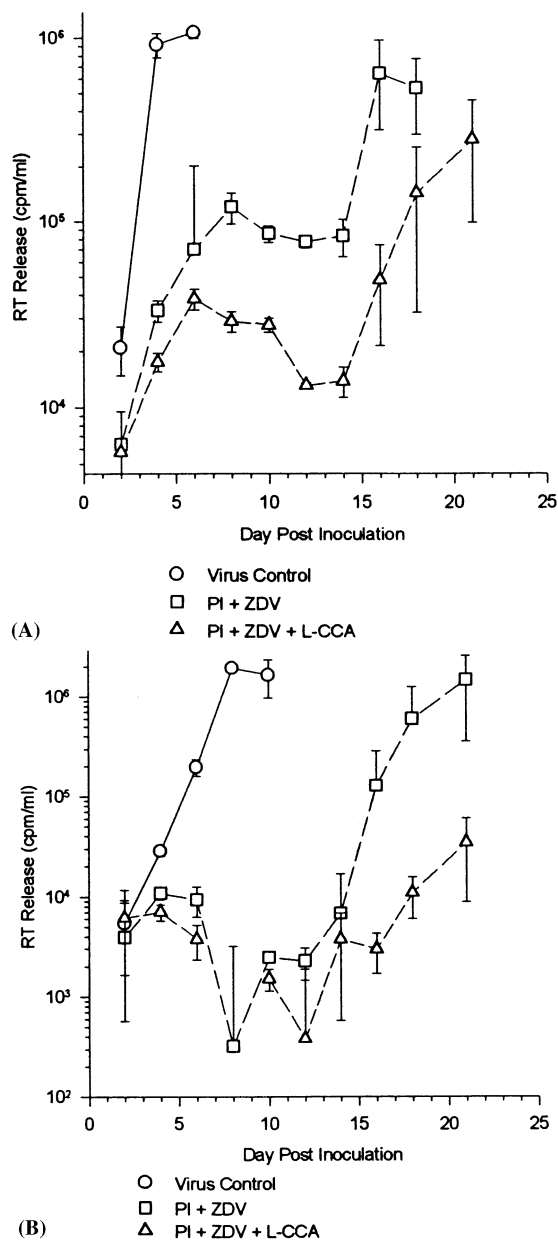 10⁶
10⁵
10⁴
RT Release (cpm/ml)
0 5 10 15 20 25
Day Post Inoculation
Virus Control
PI + ZDV
PI + ZDV + L-CCA
(A)
10⁶
10⁵
10⁴
10³
10²
RT Release (cpm/ml)
0 5 10 15 20 25
Day Post Inoculation
Virus Control
PI + ZDV
PI + ZDV + L-CCA
(B)